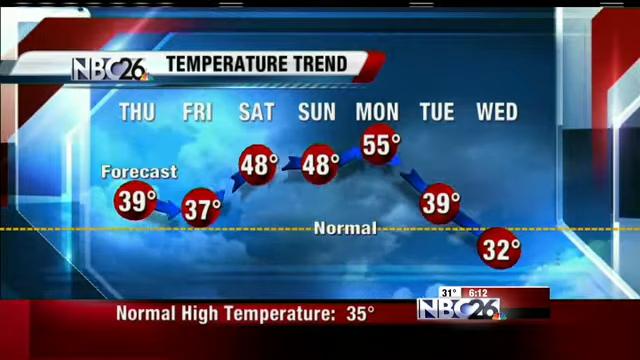 NBC26 TEMPERATURE TREND
THU FRI SAT SUN MON TUE WED
Forecast
39° 37° 48° 48° 55° 39° 32°
Normal
31° 6:12
NBC26
Normal High Temperature: 35°